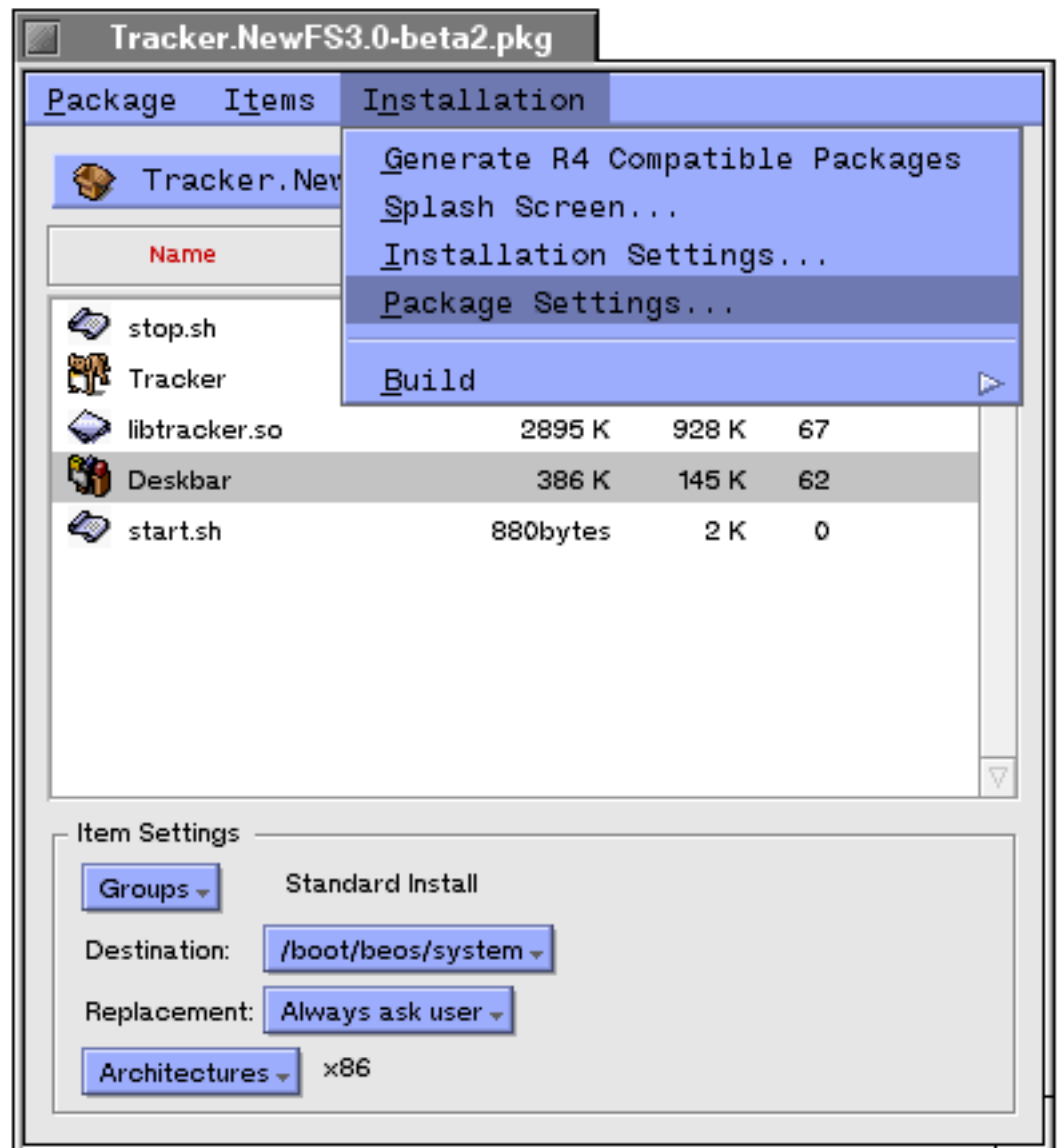 Tracker.NewFS3.0-beta2.pkg
Package Items Installation
Generate R4 Compatible Packages
Splash Screen...
Installation Settings...
Package Settings...
Build
Tracker.New
Name
stop.sh
Tracker
libtracker.so 2895 K 928 K 67
Deskbar 386 K 145 K 62
start.sh 880bytes 2 K 0
Item Settings
Groups Standard Install
Destination: /boot/beos/system
Replacement: Always ask user
Architectures x86